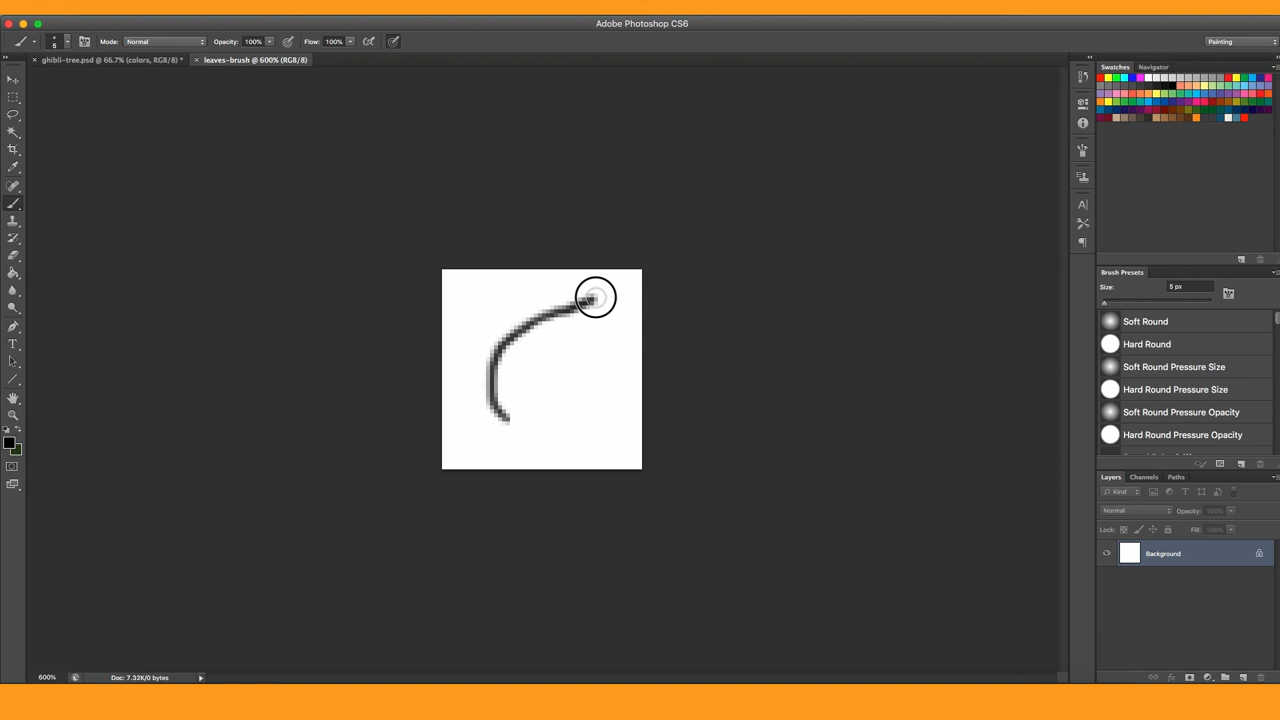 Adobe Photoshop CS6
5 Mode: Normal Opacity: 100% Flow: 100% Painting
ghibli-tree.psd @ 66.7% (colors, RGB/8) * leaves-brush @ 600% (RGB/8)
Swatches Navigator
Brush Presets
Size: 5 px
Soft Round
Hard Round
Soft Round Pressure Size
Hard Round Pressure Size
Soft Round Pressure Opacity
Hard Round Pressure Opacity
Layers Channels Paths
Kind
Normal Opacity: 100%
Lock: Fill: 100%
Background
600% Doc: 7.32K/0 bytes